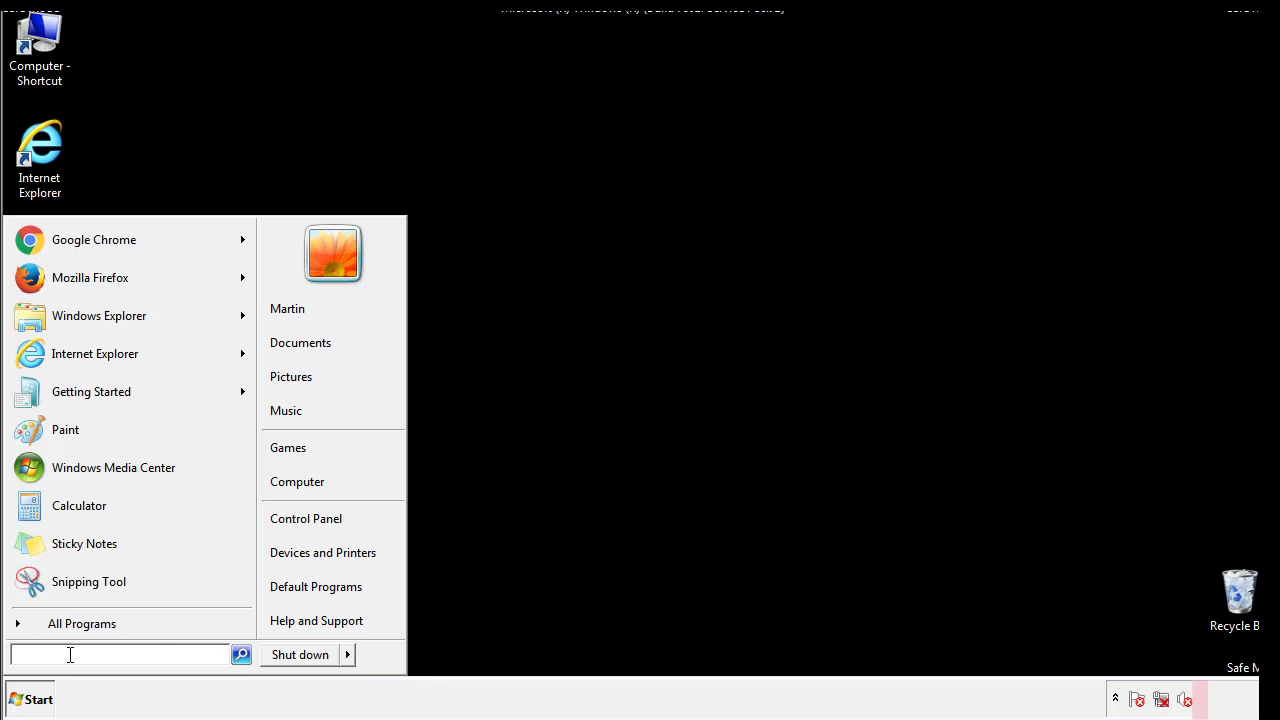 Computer -
Shortcut
Internet
Explorer
Google Chrome
Mozilla Firefox
Windows Explorer
Internet Explorer
Getting Started
Paint
Windows Media Center
Calculator
Sticky Notes
Snipping Tool
All Programs
Martin
Documents
Pictures
Music
Games
Computer
Control Panel
Devices and Printers
Default Programs
Help and Support
Shut down
Recycle B
Safe M
Start